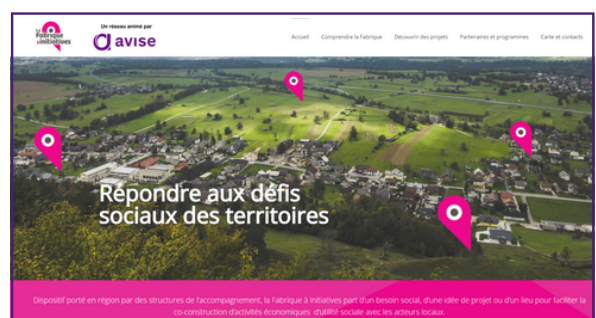 La
Fabrique
à initiatives
Un réseau animé par
avise
Accueil
Comprendre la Fabrique
Découvrir des projets
Partenaires et programmes
Carte et contacts
Répondre aux défis
sociaux des territoires
Dispositif porté en région par des structures de l'accompagnement, la Fabrique à initiatives part d'un besoin social, d'une idée de projet ou d'un lieu pour faciliter la
co-construction d'activités économiques d'utilité sociale avec les acteurs locaux.